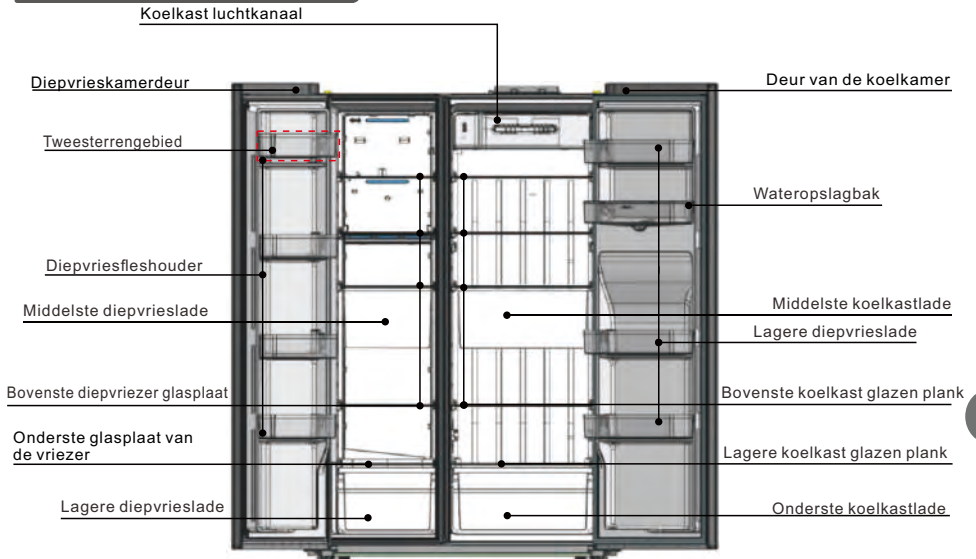 Koelkast luchtkanaal
Diepvrieskamerdeur
Deur van de koelkamer
Tweesterrengebied
Wateropslagbak
Diepvriesfleshouder
Middelste diepvrieslade
Middelste koelkastlade
Lagere diepvrieslade
Bovenste diepvriezer glasplaat
Bovenste koelkast glazen plank
Onderste glasplaat van
de vriezer
Lagere koelkast glazen plank
Lagere diepvrieslade
Onderste koelkastlade